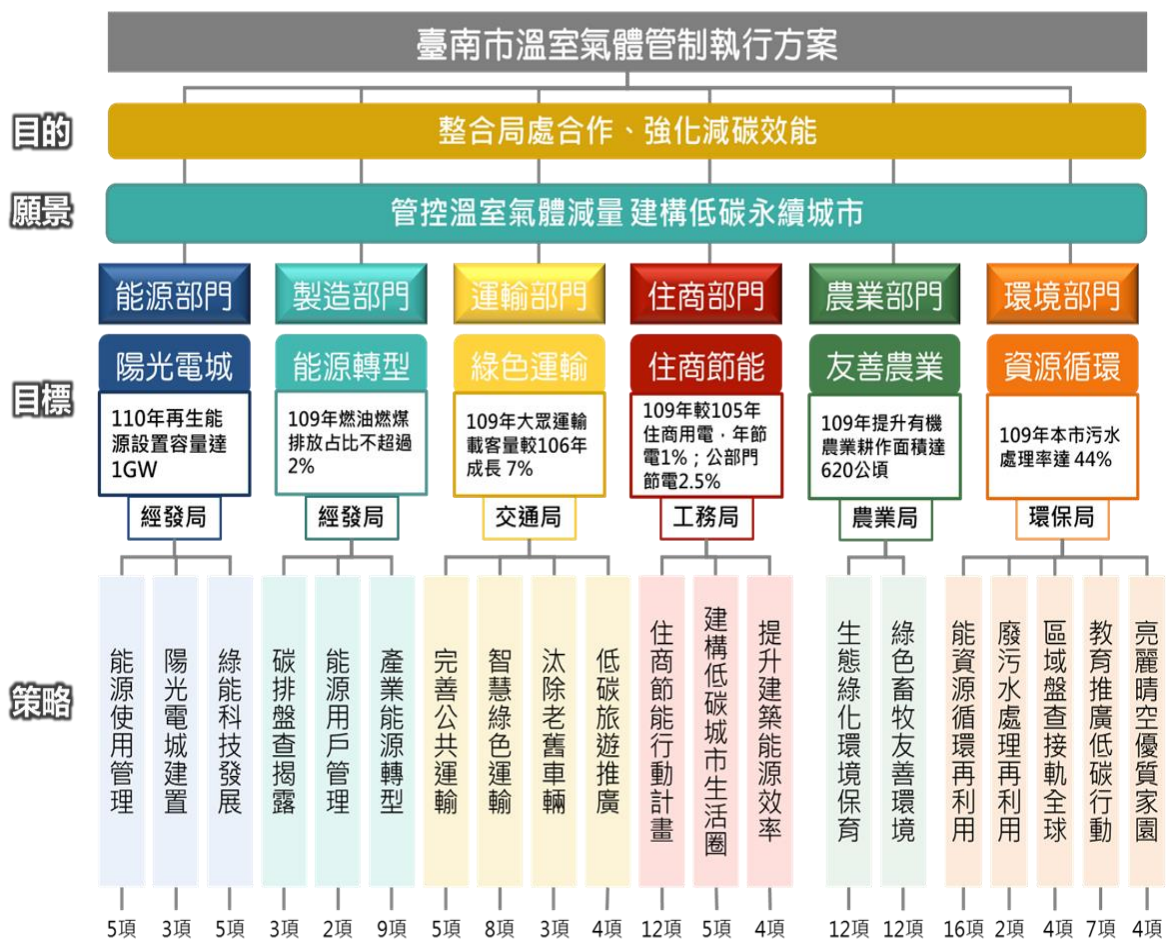 臺南市溫室氣體管制執行方案
目的
整合局處合作、強化減碳效能
願景
管控溫室氣體減量 建構低碳永續城市
能源部門
製造部門
運輸部門
住商部門
農業部門
環境部門
目標
陽光電城
能源轉型
綠色運輸
住商節能
友善農業
資源循環
110年再生能
源設置容量達
1GW
109年燃油燃煤
排放占比不超過
2%
109年大眾運輸
載客量較106年
成長 7%
109年較105年
住商用電，年節
電1%；公部門
節電2.5%
109年提升有機
農業耕作面積達
620公頃
109年本市污水
處理率達 44%
經發局
經發局
交通局
工務局
農業局
環保局
策略
能源使用管理
陽光電城建置
綠能科技發展
碳排盤查揭露
能源用戶管理
產業能源轉型
完善公共運輸
智慧綠色運輸
汰除老舊車輛
低碳旅遊推廣
住商節能行動計畫
建構低碳城市生活圈
提升建築能源效率
生態綠化環境保育
綠色畜牧友善環境
能資源循環再利用
廢污水處理再利用
區域盤查接軌全球
教育推廣低碳行動
亮麗晴空優質家園
5項
3項
5項
3項
2項
9項
5項
8項
3項
4項
12項
5項
4項
12項
12項
16項
2項
4項
7項
4項